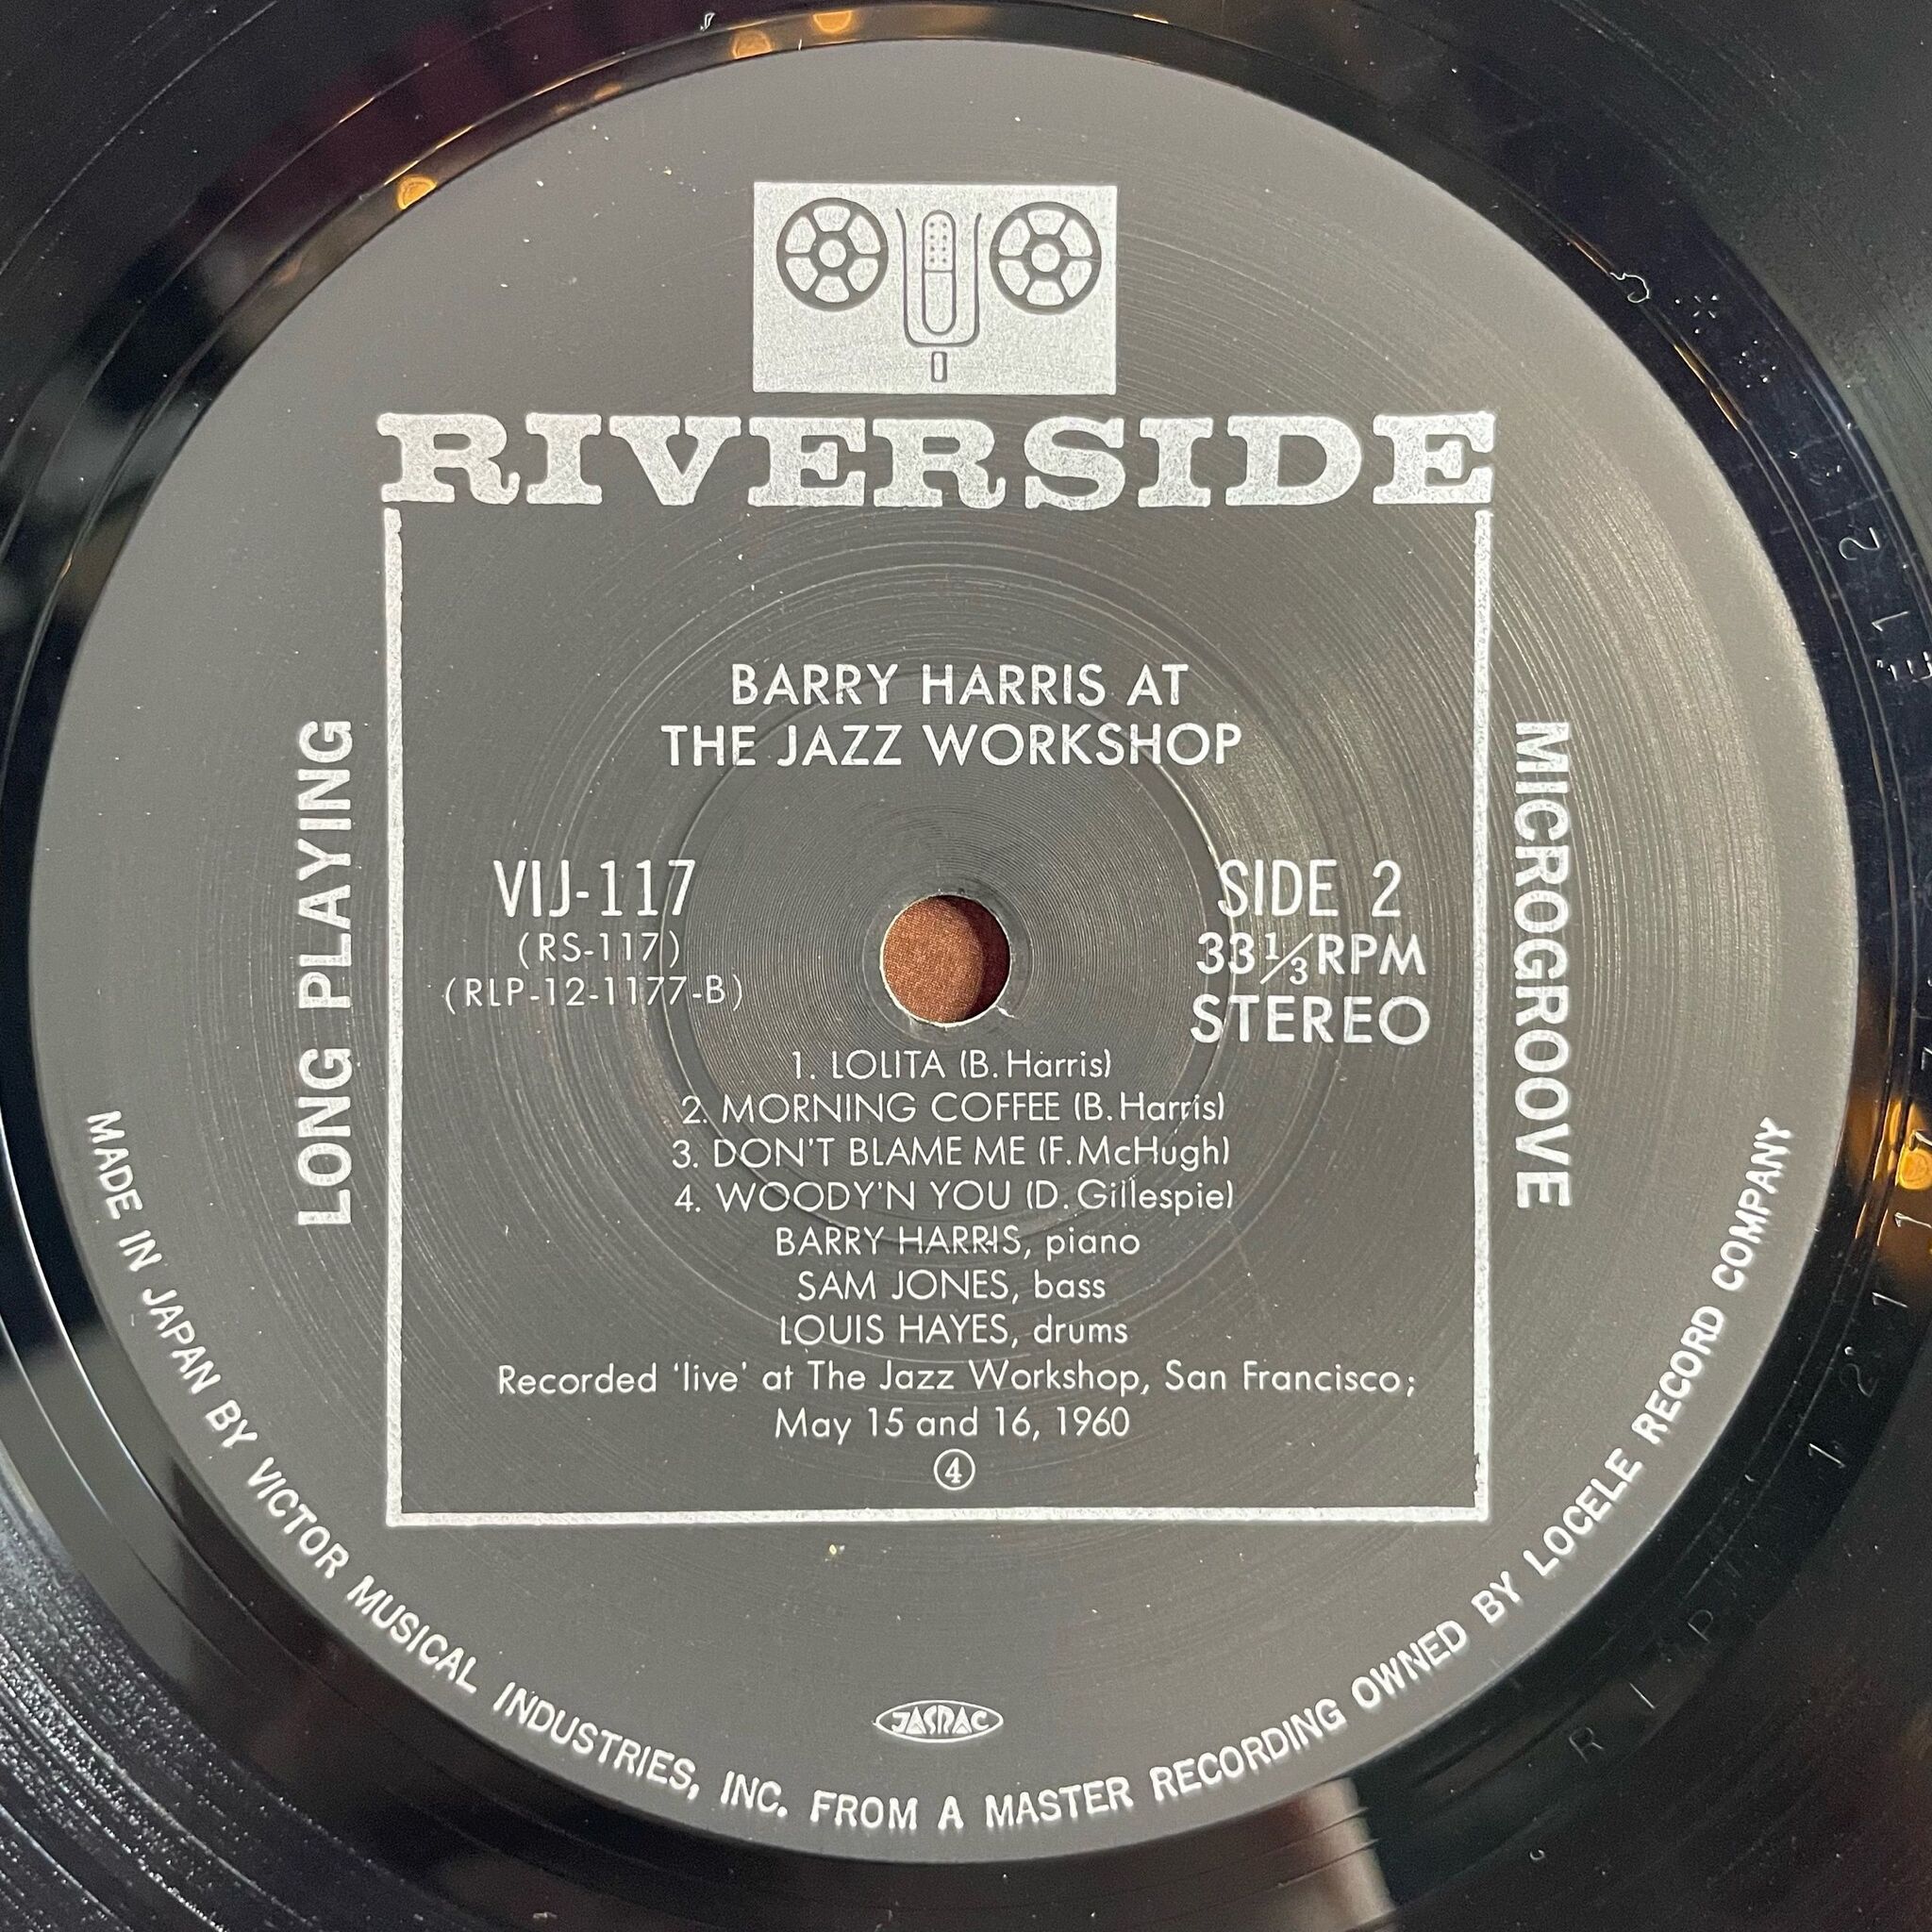 RIVERSIDE
BARRY HARRIS AT
THE JAZZ WORKSHOP
LONG PLAYING
MICROGROOVE
VIJ-117
(RS-117)
(RLP-12-1177-B)
SIDE 2
33⅓RPM
STEREO
1. LOLITA (B. Harris)
2. MORNING COFFEE (B. Harris)
3. DON'T BLAME ME (F. McHugh)
4. WOODY'N YOU (D. Gillespie)
BARRY HARRIS, piano
SAM JONES, bass
LOUIS HAYES, drums
Recorded 'live' at The Jazz Workshop, San Francisco;
May 15 and 16, 1960
④
JASRAC
MADE IN JAPAN BY VICTOR MUSICAL INDUSTRIES, INC. FROM A MASTER RECORDING OWNED BY LOCELE RECORD COMPANY